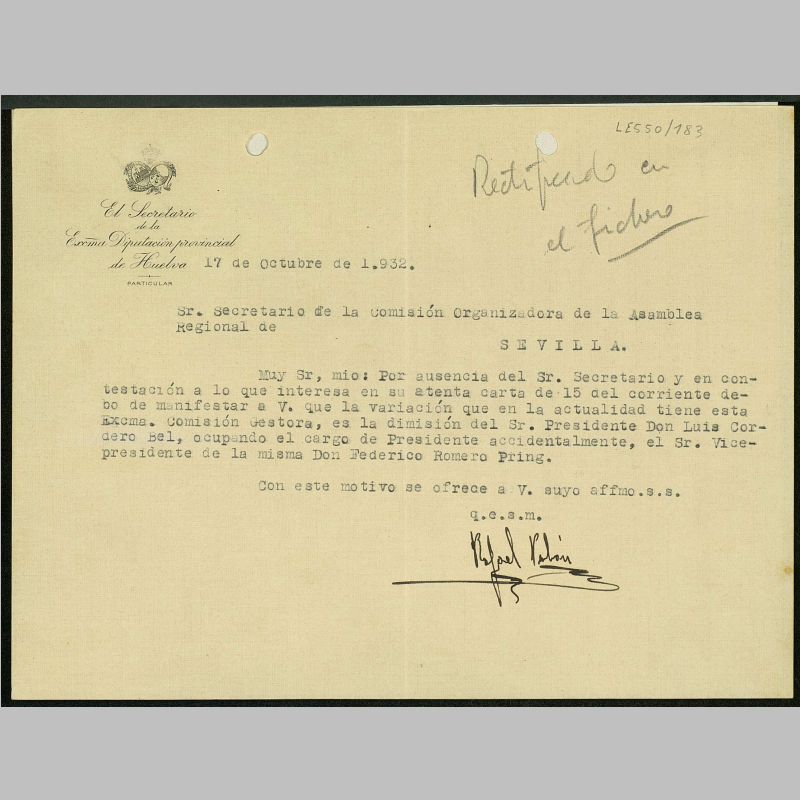 LE550/183
Rectificado en
el fichero
El Secretario
de la
Excma Diputación provincial
de Huelva
PARTICULAR
17 de Octubre de 1.932.
Sr. Secretario de la Comisión Organizadora de la Asamblea
Regional de
SEVILLA.
Muy Sr, mio: Por ausencia del Sr. Secretario y en con-
testación a lo que interesa en su atenta carta de 15 del corriente de-
bo de manifestar a V. que la variación que en la actualidad tiene esta
Excma. Comisión Gestora, es la dimisión del Sr. Presidente Don Luis Cor-
dero Bel, ocupando el cargo de Presidente accidentalmente, el Sr. Vice-
presidente de la misma Don Federico Romero Pring.
Con este motivo se ofrece a V. suyo affmo.s.s.
q.e.s.m.
Rafael Pabón